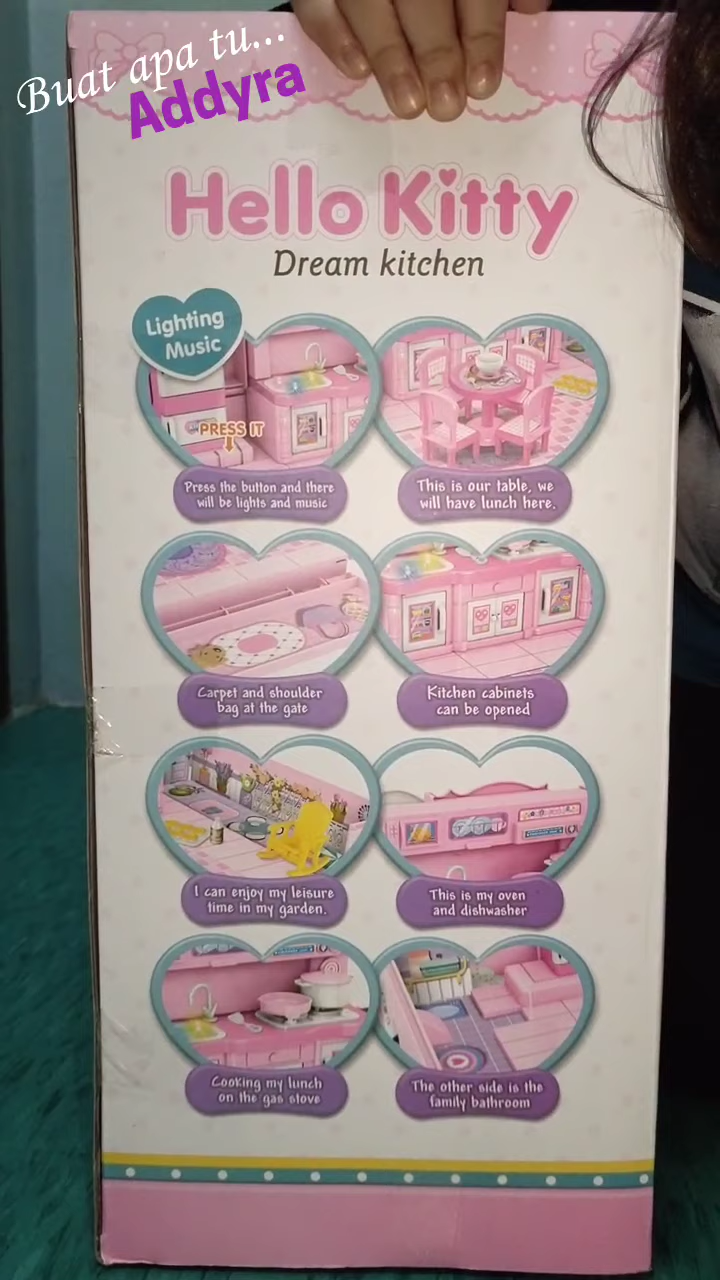 Buat apa tu...
Addyra
Hello Kitty
Dream kitchen
Lighting
Music
PRESS IT
Press the button and there
will be lights and music
This is our table, we
will have lunch here.
Carpet and shoulder
bag at the gate
Kitchen cabinets
can be opened
I can enjoy my leisure
time in my garden.
This is my oven
and dishwasher
Cooking my lunch
on the gas stove
The other side is the
family bathroom